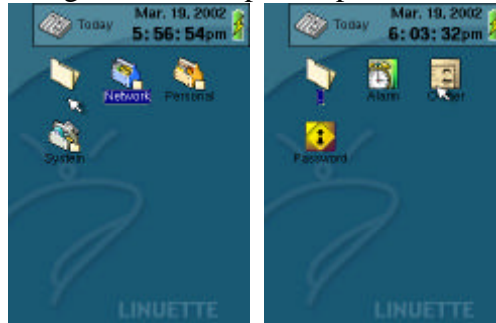 Today Mar. 19, 2002
5:56:54pm
Network Personal
System
LINUETTE
Today Mar. 19, 2002
6:03:32pm
Alarm
Password
LINUETTE